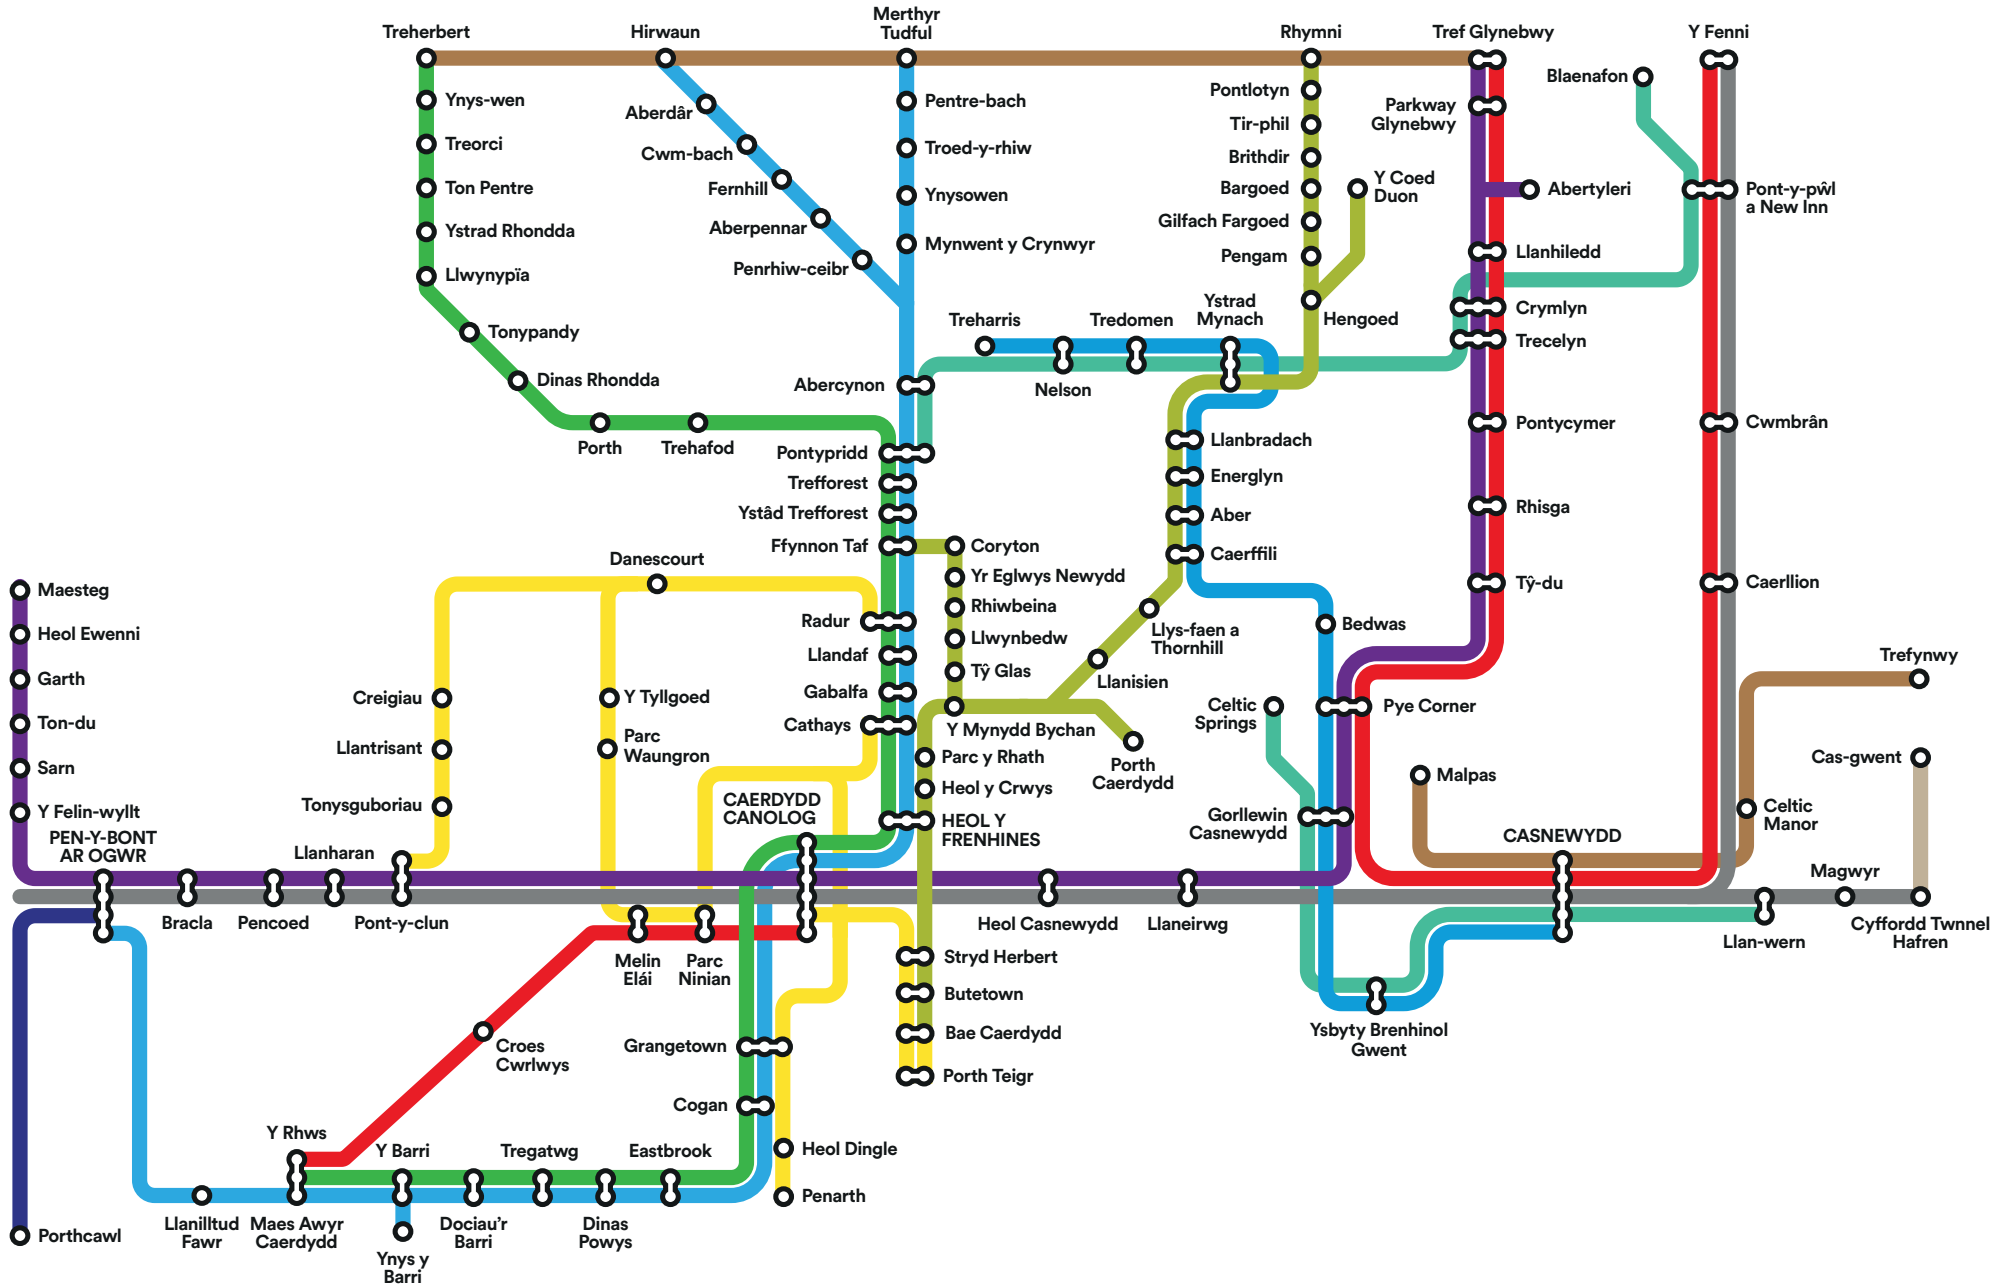 Treherbert
Hirwaun
Merthyr
Tudful
Rhymni
Tref Glynebwy
Y Fenni
Ynys-wen
Treorci
Ton Pentre
Ystrad Rhondda
Llwynypïa
Tonypandy
Dinas Rhondda
Porth
Trehafod
Aberdâr
Cwm-bach
Fernhill
Aberpennar
Penrhiw-ceibr
Pentre-bach
Troed-y-rhiw
Ynysowen
Mynwent y Crynwyr
Abercynon
Pontypridd
Trefforest
Ystâd Trefforest
Ffynnon Taf
Radur
Llandaf
Gabalfa
Cathays
Treharris
Nelson
Tredomen
Ystrad
Mynach
Pontlotyn
Tir-phil
Brithdir
Bargoed
Gilfach Fargoed
Pengam
Hengoed
Y Coed
Duon
Parkway
Glynebwy
Abertyleri
Llanhiledd
Crymlyn
Trecelyn
Pontycymer
Rhisga
Tŷ-du
Blaenafon
Pont-y-pŵl
a New Inn
Cwmbrân
Caerllion
Llanbradach
Energlyn
Aber
Caerffili
Llys-faen a
Thornhill
Llanisien
Bedwas
Pye Corner
Coryton
Yr Eglwys Newydd
Rhiwbeina
Llwynbedw
Tŷ Glas
Y Mynydd Bychan
Porth
Caerdydd
Parc y Rhath
Heol y Crwys
HEOL Y
FRENHINES
Danescourt
Creigiau
Llantrisant
Tonysguboriau
Y Tyllgoed
Parc
Waungron
CAERDYDD
CANOLOG
Maesteg
Heol Ewenni
Garth
Ton-du
Sarn
Y Felin-wyllt
PEN-Y-BONT
AR OGWR
Bracla
Pencoed
Llanharan
Pont-y-clun
Melin
Elái
Parc
Ninian
Croes
Cwrlwys
Grangetown
Cogan
Heol Dingle
Penarth
Stryd Herbert
Butetown
Bae Caerdydd
Porth Teigr
Heol Casnewydd
Llaneirwg
Celtic
Springs
Gorllewin
Casnewydd
Ysbyty Brenhinol
Gwent
Malpas
CASNEWYDD
Trefynwy
Celtic
Manor
Cas-gwent
Magwyr
Llan-wern
Cyffordd Twnnel
Hafren
Y Rhws
Y Barri
Tregatwg
Eastbrook
Porthcawl
Llanilltud
Fawr
Maes Awyr
Caerdydd
Ynys y
Barri
Dociau'r
Barri
Dinas
Powys